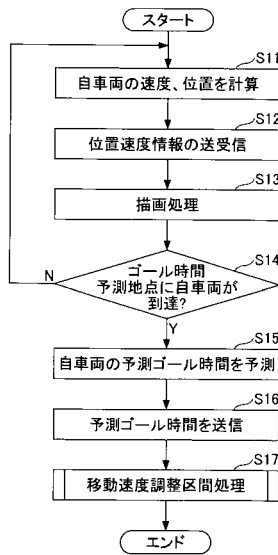 スタート
S11
自車両の速度、位置を計算
S12
位置速度情報の送受信
S13
描画処理
S14
ゴール時間
予測地点に自車両が
到達?
N
Y
S15
自車両の予測ゴール時間を予測
S16
予測ゴール時間を送信
S17
移動速度調整区間処理
エンド